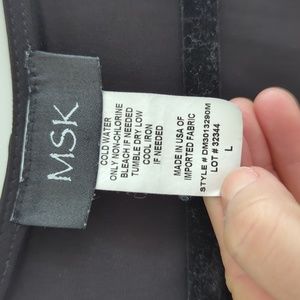 MSK
COLD WATER
ONLY NON-CHLORINE
BLEACH IF NEEDED
TUMBLE DRY LOW
COOL IRON
IF NEEDED
MADE IN USA OF
IMPORTED FABRIC
STYLE # DM3013290M
LOT # 32344
L